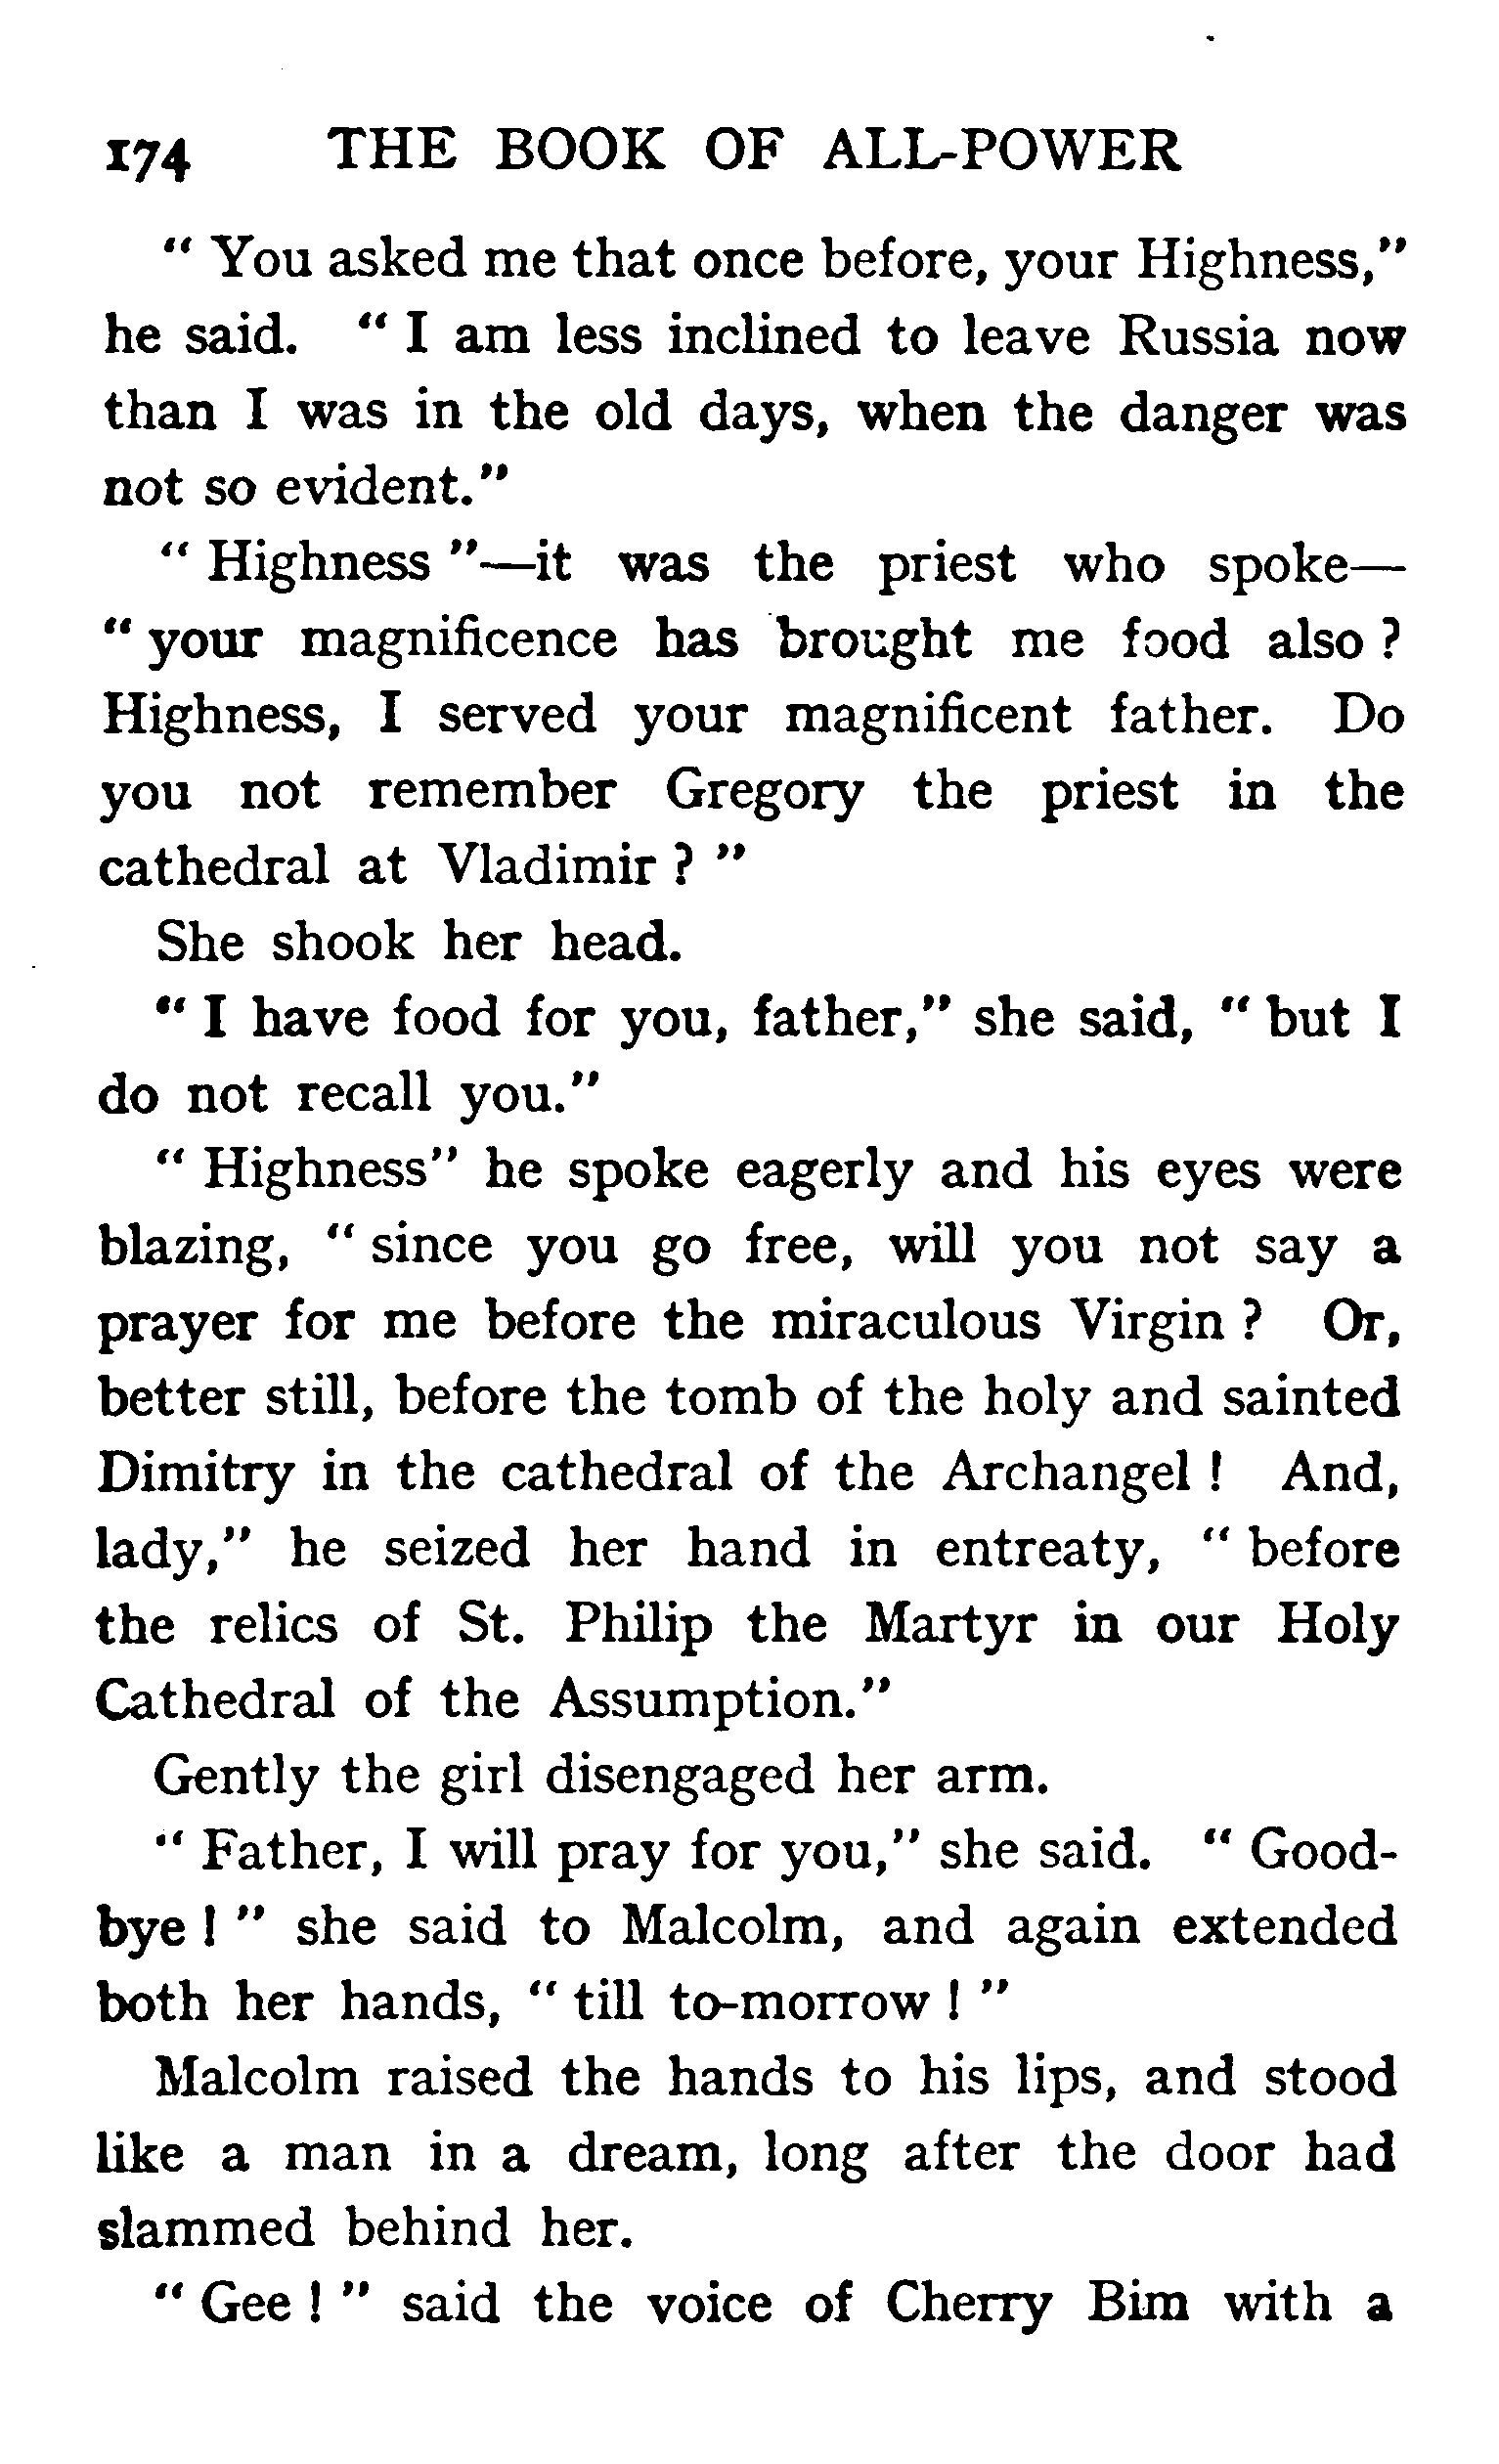 174 THE BOOK OF ALL-POWER
" You asked me that once before, your Highness,"
he said. " I am less inclined to leave Russia now
than I was in the old days, when the danger was
not so evident."
" Highness "—it was the priest who spoke—
" your magnificence has brought me food also ?
Highness, I served your magnificent father. Do
you not remember Gregory the priest in the
cathedral at Vladimir ? "
She shook her head.
" I have food for you, father," she said, " but I
do not recall you."
" Highness" he spoke eagerly and his eyes were
blazing, " since you go free, will you not say a
prayer for me before the miraculous Virgin ? Or,
better still, before the tomb of the holy and sainted
Dimitry in the cathedral of the Archangel ! And,
lady," he seized her hand in entreaty, " before
the relics of St. Philip the Martyr in our Holy
Cathedral of the Assumption."
Gently the girl disengaged her arm.
" Father, I will pray for you," she said. " Good-
bye ! " she said to Malcolm, and again extended
both her hands, " till to-morrow ! "
Malcolm raised the hands to his lips, and stood
like a man in a dream, long after the door had
slammed behind her.
" Gee ! " said the voice of Cherry Bim with a